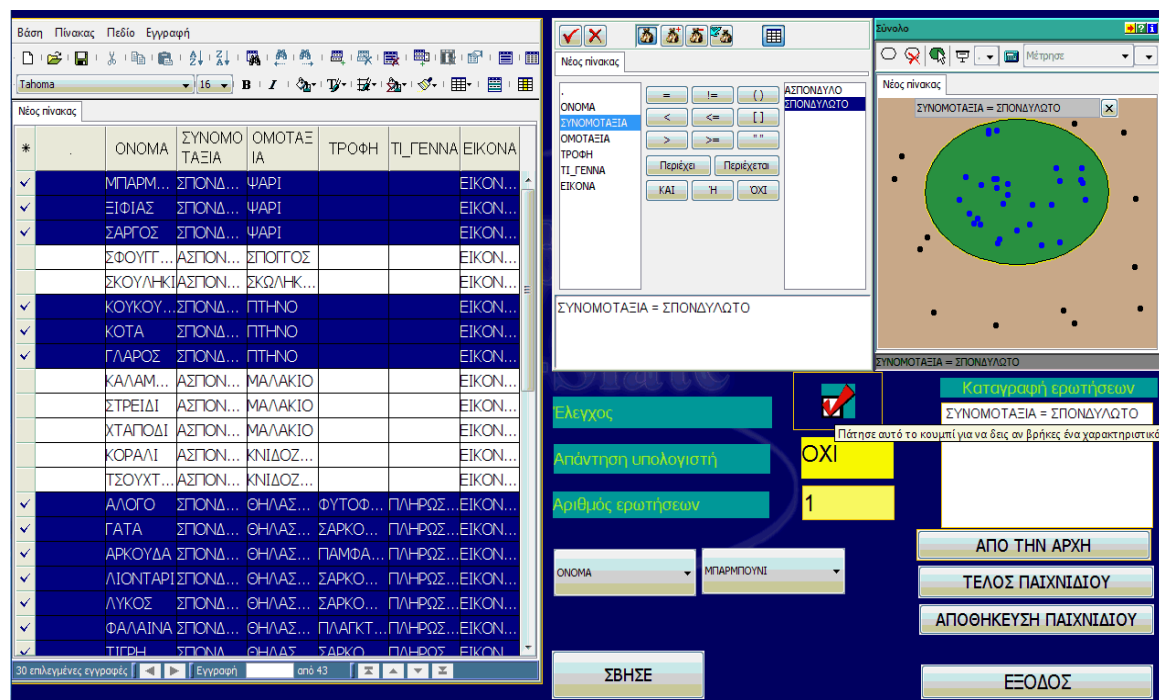 Βάση Πίνακας Πεδίο Εγγραφή
Tahoma 16 B I
Νέος πίνακας
* . ΟΝΟΜΑ ΣΥΝΟΜΟΤΑΞΙΑ ΟΜΟΤΑΞΙΑ ΤΡΟΦΗ ΤΙ_ΓΕΝΝΑ ΕΙΚΟΝΑ
ΜΠΑΡΜ... ΣΠΟΝΔ... ΨΑΡΙ ΕΙΚΟΝ...
ΞΙΦΙΑΣ ΣΠΟΝΔ... ΨΑΡΙ ΕΙΚΟΝ...
ΣΑΡΓΟΣ ΣΠΟΝΔ... ΨΑΡΙ ΕΙΚΟΝ...
ΣΦΟΥΓΓ... ΑΣΠΟΝ... ΣΠΟΓΓΟΣ ΕΙΚΟΝ...
ΣΚΟΥΛΗΚΙ ΑΣΠΟΝ... ΣΚΩΛΗΚ... ΕΙΚΟΝ...
ΚΟΥΚΟΥ... ΣΠΟΝΔ... ΠΤΗΝΟ ΕΙΚΟΝ...
ΚΟΤΑ ΣΠΟΝΔ... ΠΤΗΝΟ ΕΙΚΟΝ...
ΓΛΑΡΟΣ ΣΠΟΝΔ... ΠΤΗΝΟ ΕΙΚΟΝ...
ΚΑΛΑΜ... ΑΣΠΟΝ... ΜΑΛΑΚΙΟ ΕΙΚΟΝ...
ΣΤΡΕΙΔΙ ΑΣΠΟΝ... ΜΑΛΑΚΙΟ ΕΙΚΟΝ...
ΧΤΑΠΟΔΙ ΑΣΠΟΝ... ΜΑΛΑΚΙΟ ΕΙΚΟΝ...
ΚΟΡΑΛΙ ΑΣΠΟΝ... ΚΝΙΔΟΖ... ΕΙΚΟΝ...
ΤΣΟΥΧΤ... ΑΣΠΟΝ... ΚΝΙΔΟΖ... ΕΙΚΟΝ...
ΑΛΟΓΟ ΣΠΟΝΔ... ΘΗΛΑΣ... ΦΥΤΟΦ... ΠΛΗΡΩΣ... ΕΙΚΟΝ...
ΓΑΤΑ ΣΠΟΝΔ... ΘΗΛΑΣ... ΣΑΡΚΟ... ΠΛΗΡΩΣ... ΕΙΚΟΝ...
ΑΡΚΟΥΔΑ ΣΠΟΝΔ... ΘΗΛΑΣ... ΠΑΜΦΑ... ΠΛΗΡΩΣ... ΕΙΚΟΝ...
ΛΙΟΝΤΑΡΙ ΣΠΟΝΔ... ΘΗΛΑΣ... ΣΑΡΚΟ... ΠΛΗΡΩΣ... ΕΙΚΟΝ...
ΛΥΚΟΣ ΣΠΟΝΔ... ΘΗΛΑΣ... ΣΑΡΚΟ... ΠΛΗΡΩΣ... ΕΙΚΟΝ...
ΦΑΛΑΙΝΑ ΣΠΟΝΔ... ΘΗΛΑΣ... ΠΛΑΓΚΤ... ΠΛΗΡΩΣ... ΕΙΚΟΝ...
ΤΙΓΡΗ ΣΠΟΝΔ... ΘΗΛΑΣ... ΣΑΡΚΟ... ΠΛΗΡΩΣ... ΕΙΚΟΝ...
30 επιλεγμένες εγγραφές Εγγραφή από 43
Νέος πίνακας
.
ΟΝΟΜΑ
ΣΥΝΟΜΟΤΑΞΙΑ
ΟΜΟΤΑΞΙΑ
ΤΡΟΦΗ
ΤΙ_ΓΕΝΝΑ
ΕΙΚΟΝΑ
= != ( )
< <= [ ]
> >= " "
Περιέχει Περιέχεται
ΚΑΙ Ή ΌΧΙ
ΑΣΠΟΝΔΥΛΟ
ΣΠΟΝΔΥΛΩΤΟ
ΣΥΝΟΜΟΤΑΞΙΑ = ΣΠΟΝΔΥΛΩΤΟ
Σύνολο
Μέτρησε
Νέος πίνακας
ΣΥΝΟΜΟΤΑΞΙΑ = ΣΠΟΝΔΥΛΩΤΟ
ΣΥΝΟΜΟΤΑΞΙΑ = ΣΠΟΝΔΥΛΩΤΟ
Έλεγχος
Πάτησε αυτό το κουμπί για να δεις αν βρήκες ένα χαρακτηριστικό
Απάντηση υπολογιστή ΟΧΙ
Αριθμός ερωτήσεων 1
Καταγραφή ερωτήσεων
ΣΥΝΟΜΟΤΑΞΙΑ = ΣΠΟΝΔΥΛΩΤΟ
ΟΝΟΜΑ ΜΠΑΡΜΠΟΥΝΙ
ΑΠΟ ΤΗΝ ΑΡΧΗ
ΤΕΛΟΣ ΠΑΙΧΝΙΔΙΟΥ
ΑΠΟΘΗΚΕΥΣΗ ΠΑΙΧΝΙΔΙΟΥ
ΣΒΗΣΕ
ΕΞΟΔΟΣ